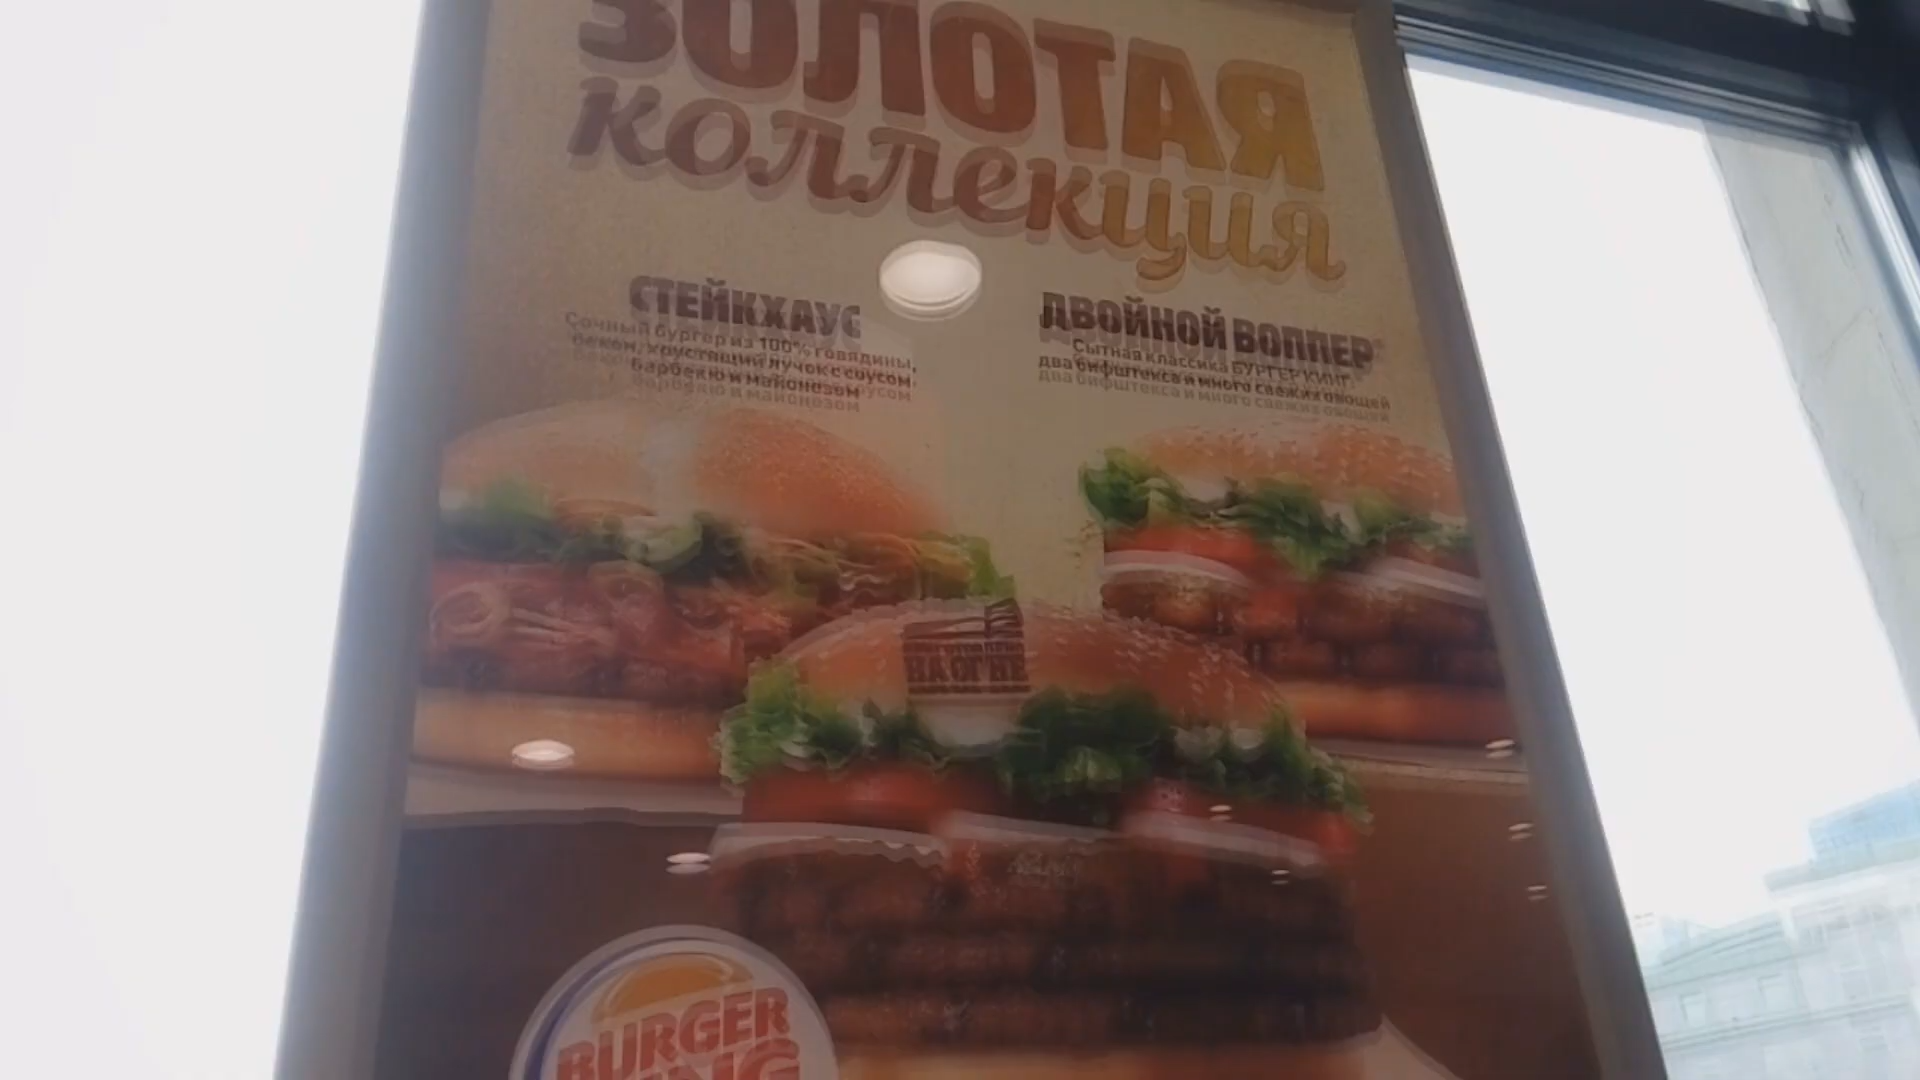 ЗОЛОТАЯ
коллекция
СТЕЙКХАУС
Сочный бургер из 100% говядины,
бекон, хрустящий лучок с соусом
барбекю и майонезом
ДВОЙНОЙ ВОППЕР
Сытная классика БУРГЕР КИНГ,
два бифштекса и много свежих овощей
НА ОГНЕ
BURGER
KING